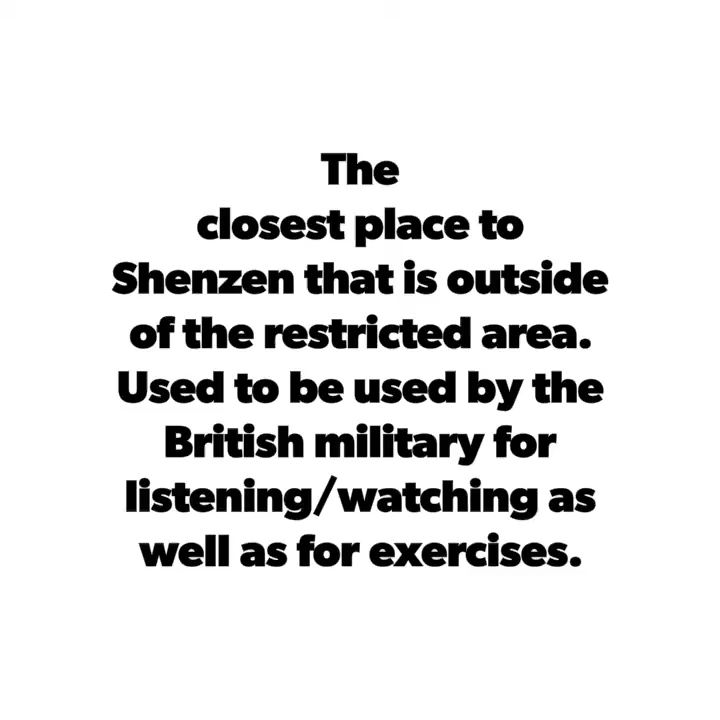 The
closest place to
Shenzen that is outside
of the restricted area.
Used to be used by the
British military for
listening/watching as
well as for exercises.